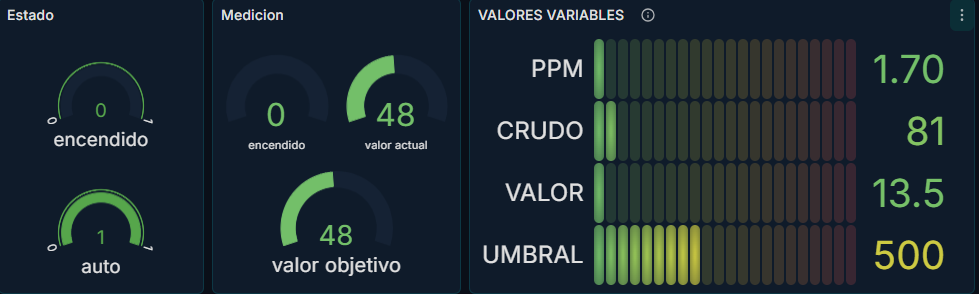 Estado
0
0 1
encendido
1
0 1
auto
Medicion
0
encendido
48
valor actual
48
valor objetivo
VALORES VARIABLES
PPM 1.70
CRUDO 81
VALOR 13.5
UMBRAL 500